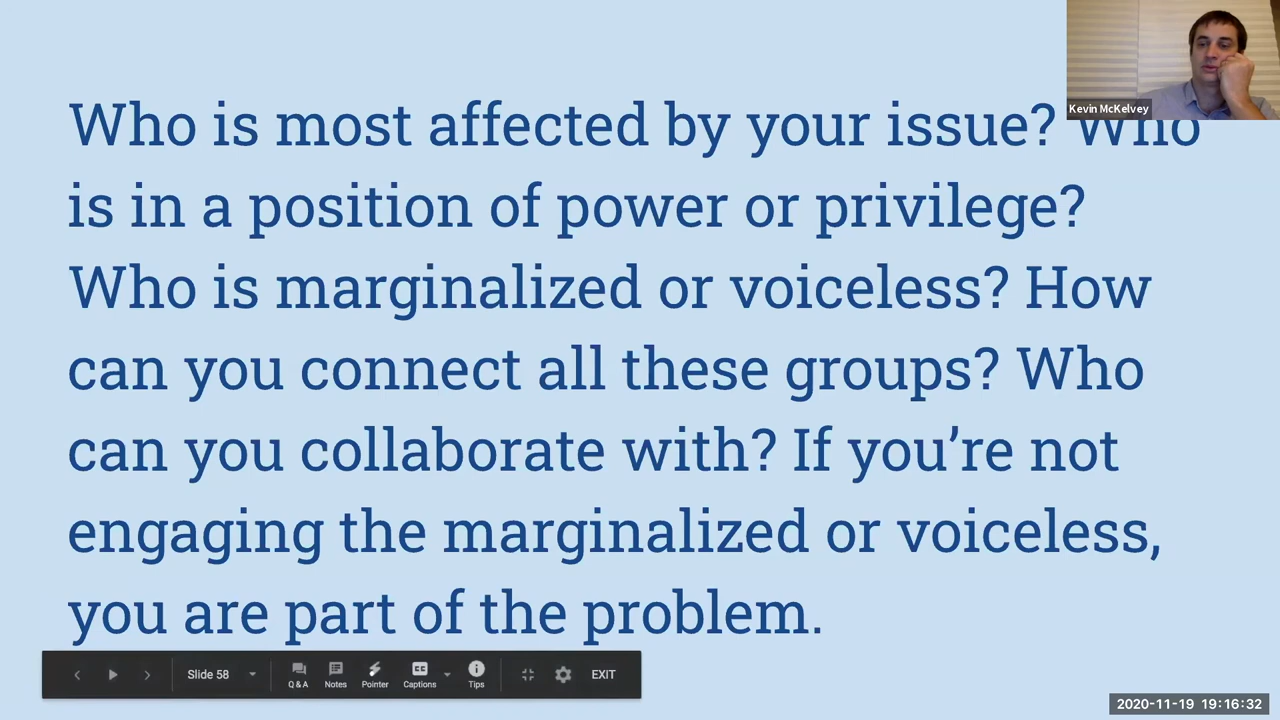 Who is most affected by your issue? Who
is in a position of power or privilege?
Who is marginalized or voiceless? How
can you connect all these groups? Who
can you collaborate with? If you’re not
engaging the marginalized or voiceless,
you are part of the problem.
Kevin McKelvey
Slide 58
Q & A
Notes
Pointer
CC
Captions
Tips
EXIT
2020-11-19 19:16:32